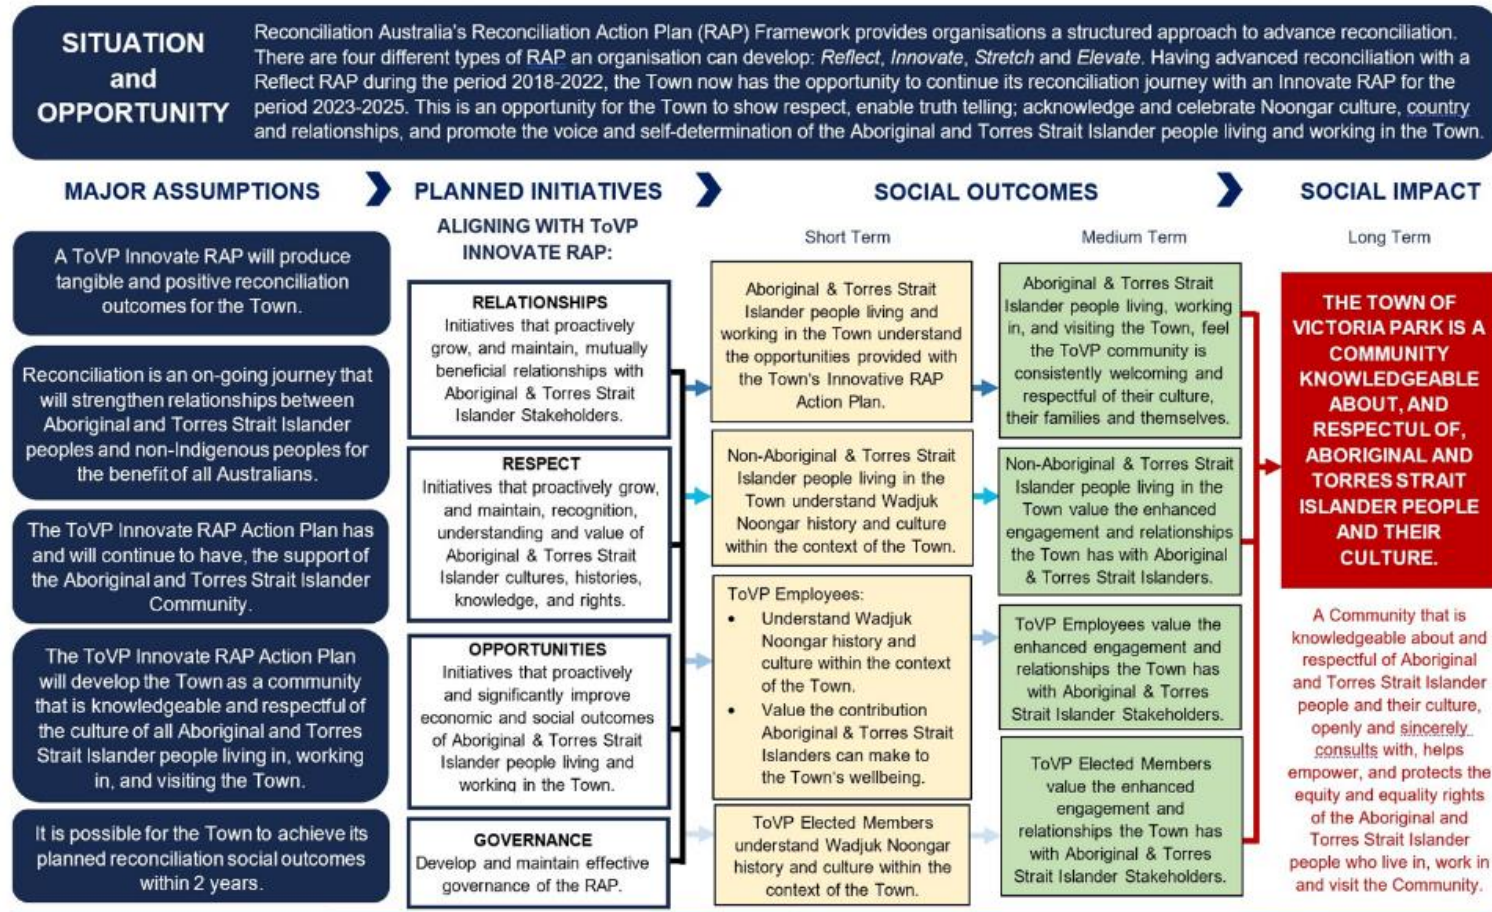 SITUATION
and
OPPORTUNITY
Reconciliation Australia's Reconciliation Action Plan (RAP) Framework provides organisations a structured approach to advance reconciliation.
There are four different types of RAP an organisation can develop: Reflect, Innovate, Stretch and Elevate. Having advanced reconciliation with a
Reflect RAP during the period 2018-2022, the Town now has the opportunity to continue its reconciliation journey with an Innovate RAP for the
period 2023-2025. This is an opportunity for the Town to show respect, enable truth telling; acknowledge and celebrate Noongar culture, country
and relationships, and promote the voice and self-determination of the Aboriginal and Torres Strait Islander people living and working in the Town.
MAJOR ASSUMPTIONS
A ToVP Innovate RAP will produce
tangible and positive reconciliation
outcomes for the Town.
Reconciliation is an on-going journey that
will strengthen relationships between
Aboriginal and Torres Strait Islander
peoples and non-Indigenous peoples for
the benefit of all Australians.
The ToVP Innovate RAP Action Plan has
and will continue to have, the support of
the Aboriginal and Torres Strait Islander
Community.
The ToVP Innovate RAP Action Plan
will develop the Town as a community
that is knowledgeable and respectful of
the culture of all Aboriginal and Torres
Strait Islander people living in, working
in, and visiting the Town.
It is possible for the Town to achieve its
planned reconciliation social outcomes
within 2 years.
PLANNED INITIATIVES
ALIGNING WITH ToVP
INNOVATE RAP:
RELATIONSHIPS
Initiatives that proactively
grow, and maintain, mutually
beneficial relationships with
Aboriginal & Torres Strait
Islander Stakeholders.
RESPECT
Initiatives that proactively grow,
and maintain, recognition,
understanding and value of
Aboriginal & Torres Strait
Islander cultures, histories,
knowledge, and rights.
OPPORTUNITIES
Initiatives that proactively
and significantly improve
economic and social outcomes
of Aboriginal & Torres Strait
Islander people living and
working in the Town.
GOVERNANCE
Develop and maintain effective
governance of the RAP.
SOCIAL OUTCOMES
Short Term
Aboriginal & Torres Strait
Islander people living and
working in the Town understand
the opportunities provided with
the Town's Innovative RAP
Action Plan.
Non-Aboriginal & Torres Strait
Islander people living in the
Town understand Wadjuk
Noongar history and culture
within the context of the Town.
ToVP Employees:
• Understand Wadjuk
Noongar history and
culture within the context
of the Town.
• Value the contribution
Aboriginal & Torres Strait
Islanders can make to
the Town's wellbeing.
ToVP Elected Members
understand Wadjuk Noongar
history and culture within the
context of the Town.
Medium Term
Aboriginal & Torres Strait
Islander people living, working
in, and visiting the Town, feel
the ToVP community is
consistently welcoming and
respectful of their culture,
their families and themselves.
Non-Aboriginal & Torres Strait
Islander people living in the
Town value the enhanced
engagement and relationships
the Town has with Aboriginal
& Torres Strait Islanders.
ToVP Employees value the
enhanced engagement and
relationships the Town has
with Aboriginal & Torres
Strait Islander Stakeholders.
ToVP Elected Members
value the enhanced
engagement and
relationships the Town has
with Aboriginal & Torres
Strait Islander Stakeholders.
SOCIAL IMPACT
Long Term
THE TOWN OF
VICTORIA PARK IS A
COMMUNITY
KNOWLEDGEABLE
ABOUT, AND
RESPECTUL OF,
ABORIGINAL AND
TORRES STRAIT
ISLANDER PEOPLE
AND THEIR
CULTURE.
A Community that is
knowledgeable about and
respectful of Aboriginal
and Torres Strait Islander
people and their culture,
openly and sincerely
consults with, helps
empower, and protects the
equity and equality rights
of the Aboriginal and
Torres Strait Islander
people who live in, work in
and visit the Community.